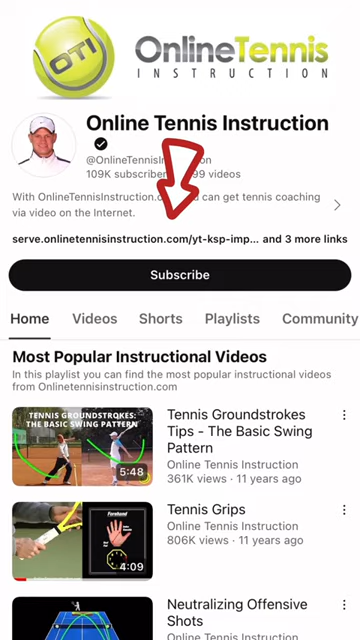 OTI
OnlineTennis
INSTRUCTION
Online Tennis Instruction
@OnlineTennisIn ction
109K subscribe 99 videos
With OnlineTennisInstruction.c u can get tennis coaching
via video on the Internet.
serve.onlinetennisinstruction.com/yt-ksp-imp... and 3 more links
Subscribe
Home Videos Shorts Playlists Community
Most Popular Instructional Videos
In this playlist you can find the most popular instructional videos
from Onlinetennisinstruction.com
TENNIS GROUNDSTROKES:
THE BASIC SWING
PATTERN
5:48
Tennis Groundstrokes
Tips - The Basic Swing
Pattern
Online Tennis Instruction
361K views · 11 years ago
Forehand
4:09
Tennis Grips
Online Tennis Instruction
806K views · 11 years ago
Neutralizing Offensive
Shots
Online Tennis Instruction